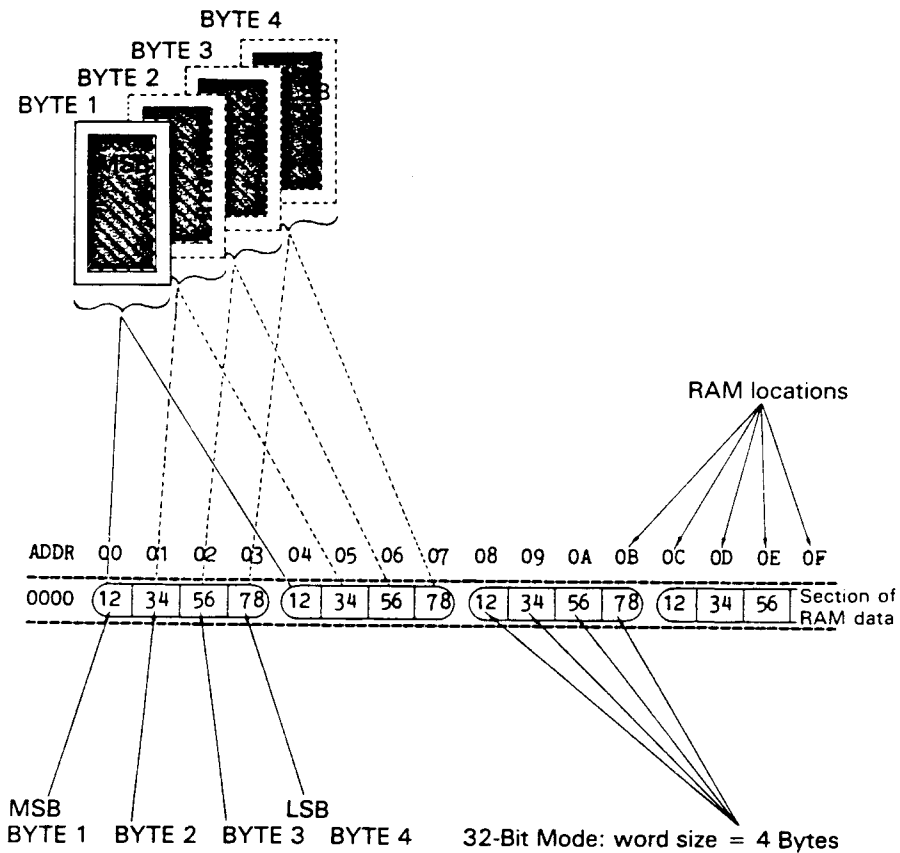 BYTE 4
BYTE 3
BYTE 2
BYTE 1
RAM locations
ADDR 00 01 02 03 04 05 06 07 08 09 0A 0B 0C 0D 0E 0F
0000 12 34 56 78 12 34 56 78 12 34 56 78 12 34 56 Section of
RAM data
MSB LSB
BYTE 1 BYTE 2 BYTE 3 BYTE 4 32-Bit Mode: word size = 4 Bytes